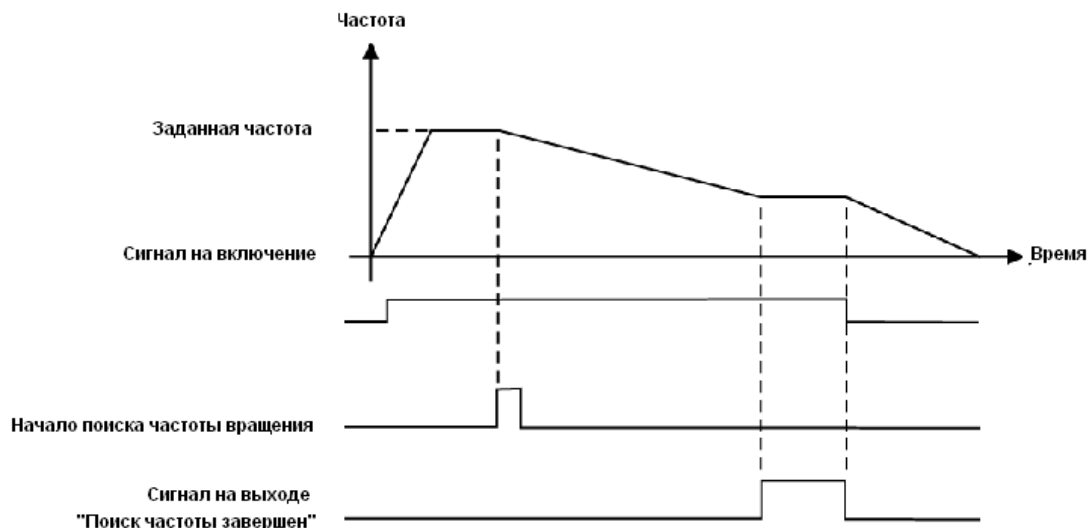 Частота
Заданная частота
Сигнал на включение
Время
Начало поиска частоты вращения
Сигнал на выходе
"Поиск частоты завершен"